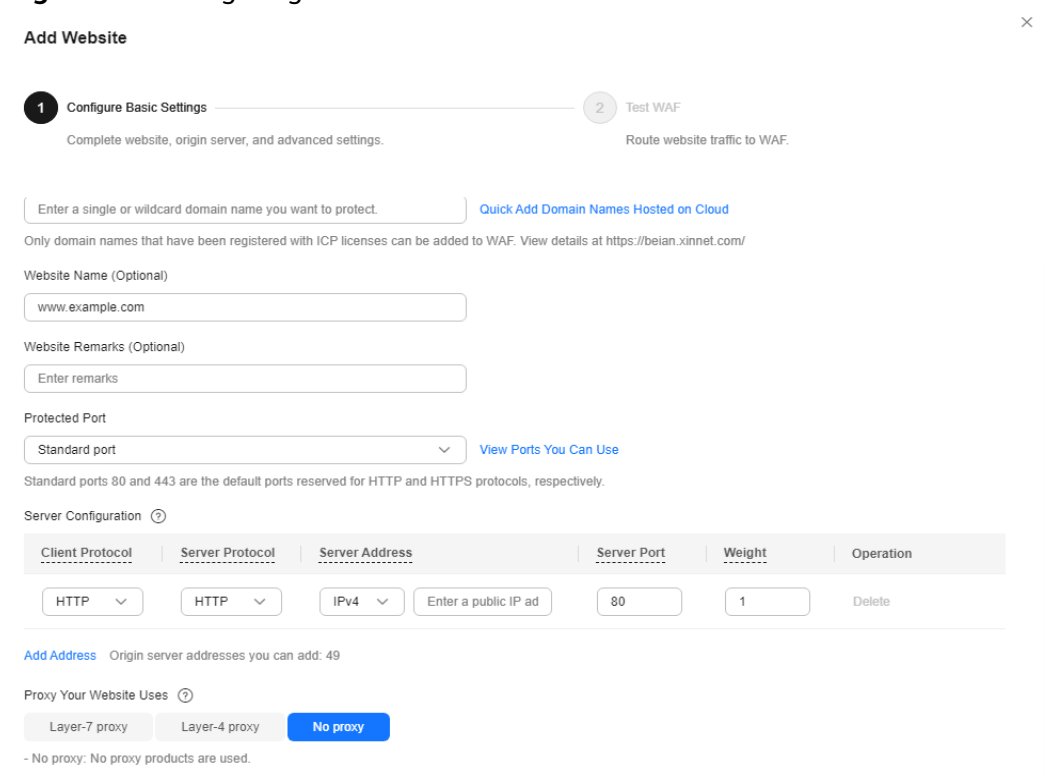 Add Website
1 Configure Basic Settings
2 Test WAF
Complete website, origin server, and advanced settings.
Route website traffic to WAF.
Enter a single or wildcard domain name you want to protect.
Quick Add Domain Names Hosted on Cloud
Only domain names that have been registered with ICP licenses can be added to WAF. View details at https://beian.xinnet.com/
Website Name (Optional)
www.example.com
Website Remarks (Optional)
Enter remarks
Protected Port
Standard port
View Ports You Can Use
Standard ports 80 and 443 are the default ports reserved for HTTP and HTTPS protocols, respectively.
Server Configuration ?
Client Protocol Server Protocol Server Address Server Port Weight Operation
HTTP HTTP IPv4 Enter a public IP ad 80 1 Delete
Add Address Origin server addresses you can add: 49
Proxy Your Website Uses ?
Layer-7 proxy Layer-4 proxy No proxy
- No proxy: No proxy products are used.